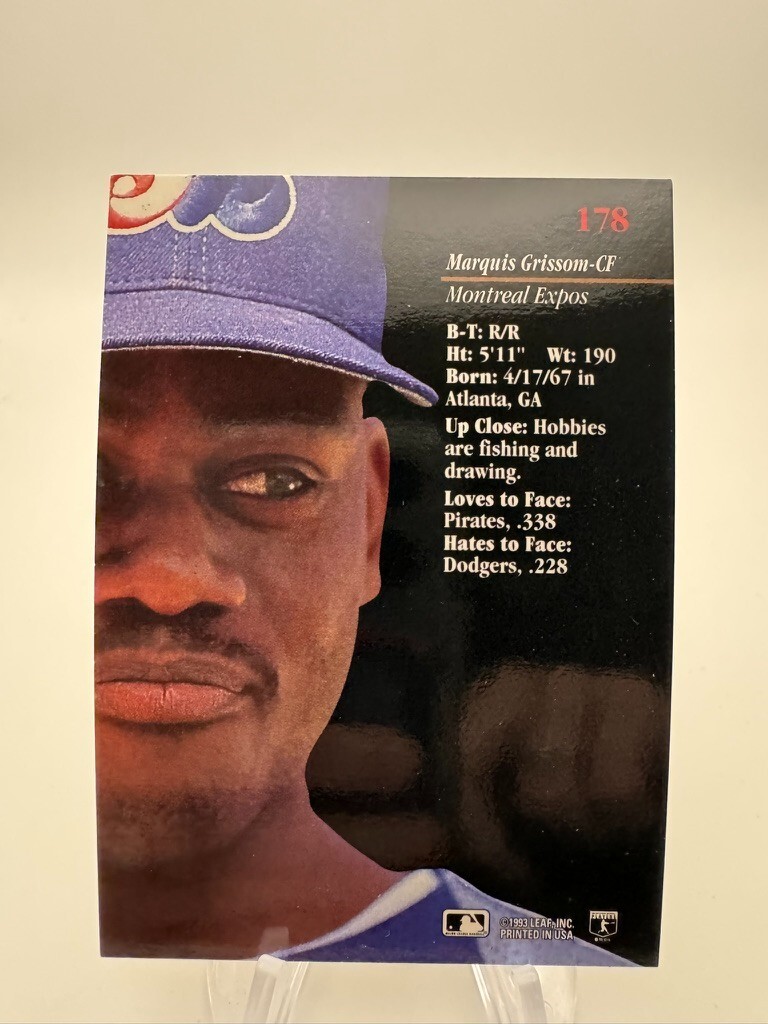 178
Marquis Grissom-CF
Montreal Expos
B-T: R/R
Ht: 5'11" Wt: 190
Born: 4/17/67 in
Atlanta, GA
Up Close: Hobbies
are fishing and
drawing.
Loves to Face:
Pirates, .338
Hates to Face:
Dodgers, .228
©1993 LEAF, INC.
PRINTED IN USA
PLAYERS